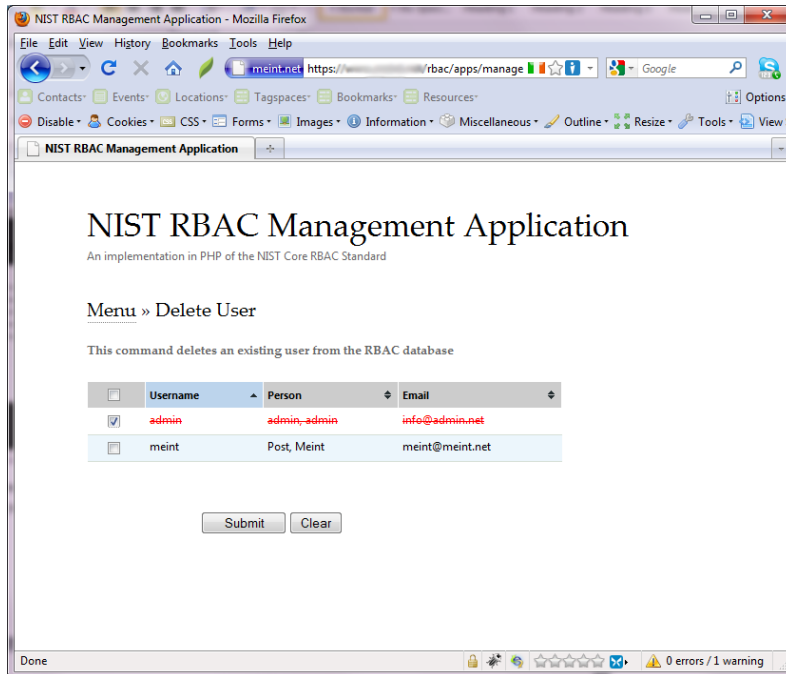 NIST RBAC Management Application - Mozilla Firefox
File Edit View History Bookmarks Tools Help
meint.net https:// /rbac/apps/manage Google
Contacts Events Locations Tagspaces Bookmarks Resources Options
Disable Cookies CSS Forms Images Information Miscellaneous Outline Resize Tools View
NIST RBAC Management Application
NIST RBAC Management Application
An implementation in PHP of the NIST Core RBAC Standard
Menu » Delete User
This command deletes an existing user from the RBAC database
Username Person Email
admin admin, admin info@admin.net
meint Post, Meint meint@meint.net
Submit Clear
Done 0 errors / 1 warning